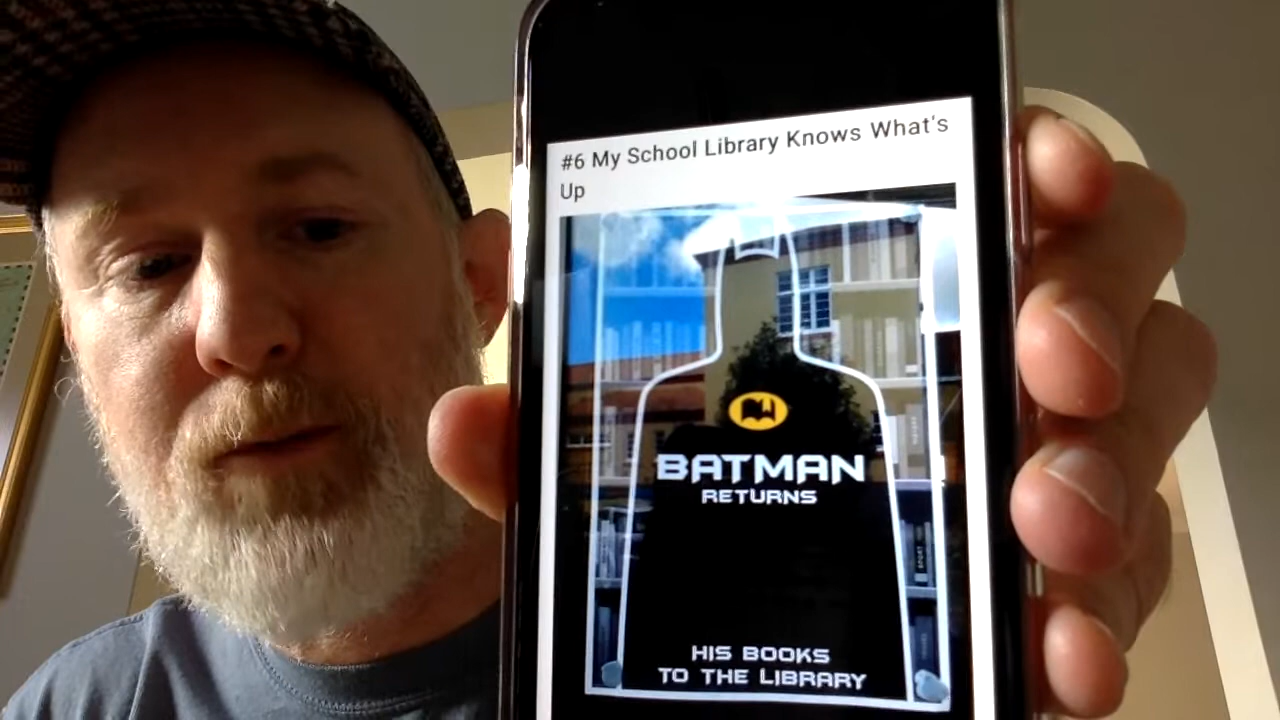 #6 My School Library Knows What's
Up
BATMAN
RETURNS
HIS BOOKS
TO THE LIBRARY